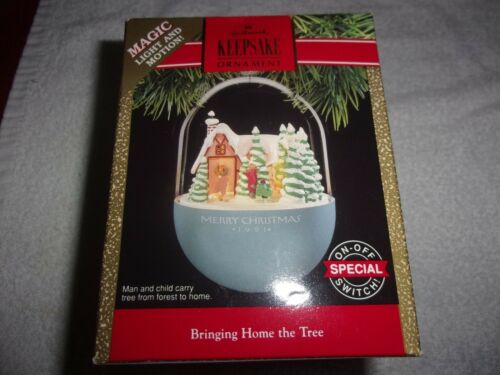 MAGIC
LIGHT AND
MOTION!
Hallmark
KEEPSAKE
ORNAMENT
MERRY CHRISTMAS
• 1991 •
Man and child carry
tree from forest to home.
ON-OFF
SPECIAL
SWITCH!
Bringing Home the Tree